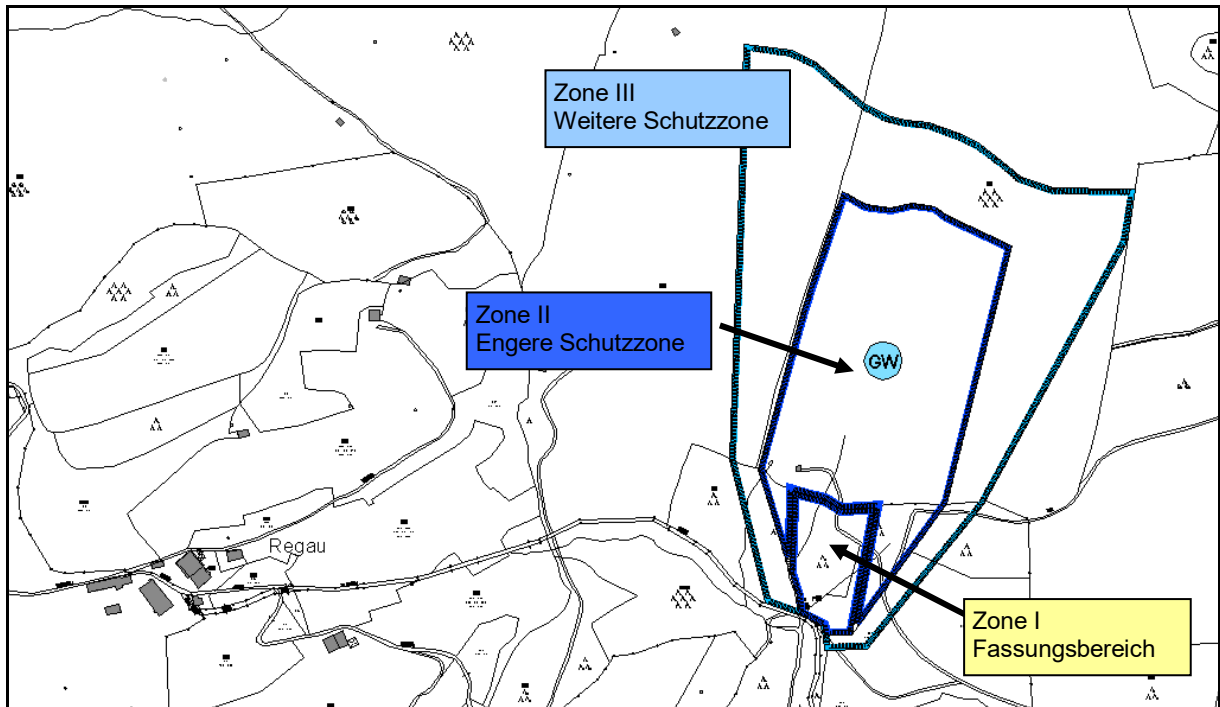 Zone III
Weitere Schutzzone
Zone II
Engere Schutzzone
GW
Regau
Zone I
Fassungsbereich